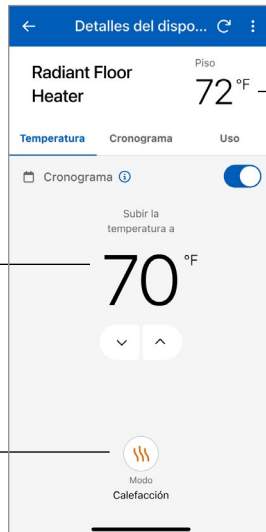 Detalles del dispo...
Radiant Floor
Heater
Piso
72°F
Temperatura Cronograma Uso
Cronograma
Subir la
temperatura a
70°F
Modo
Calefacción